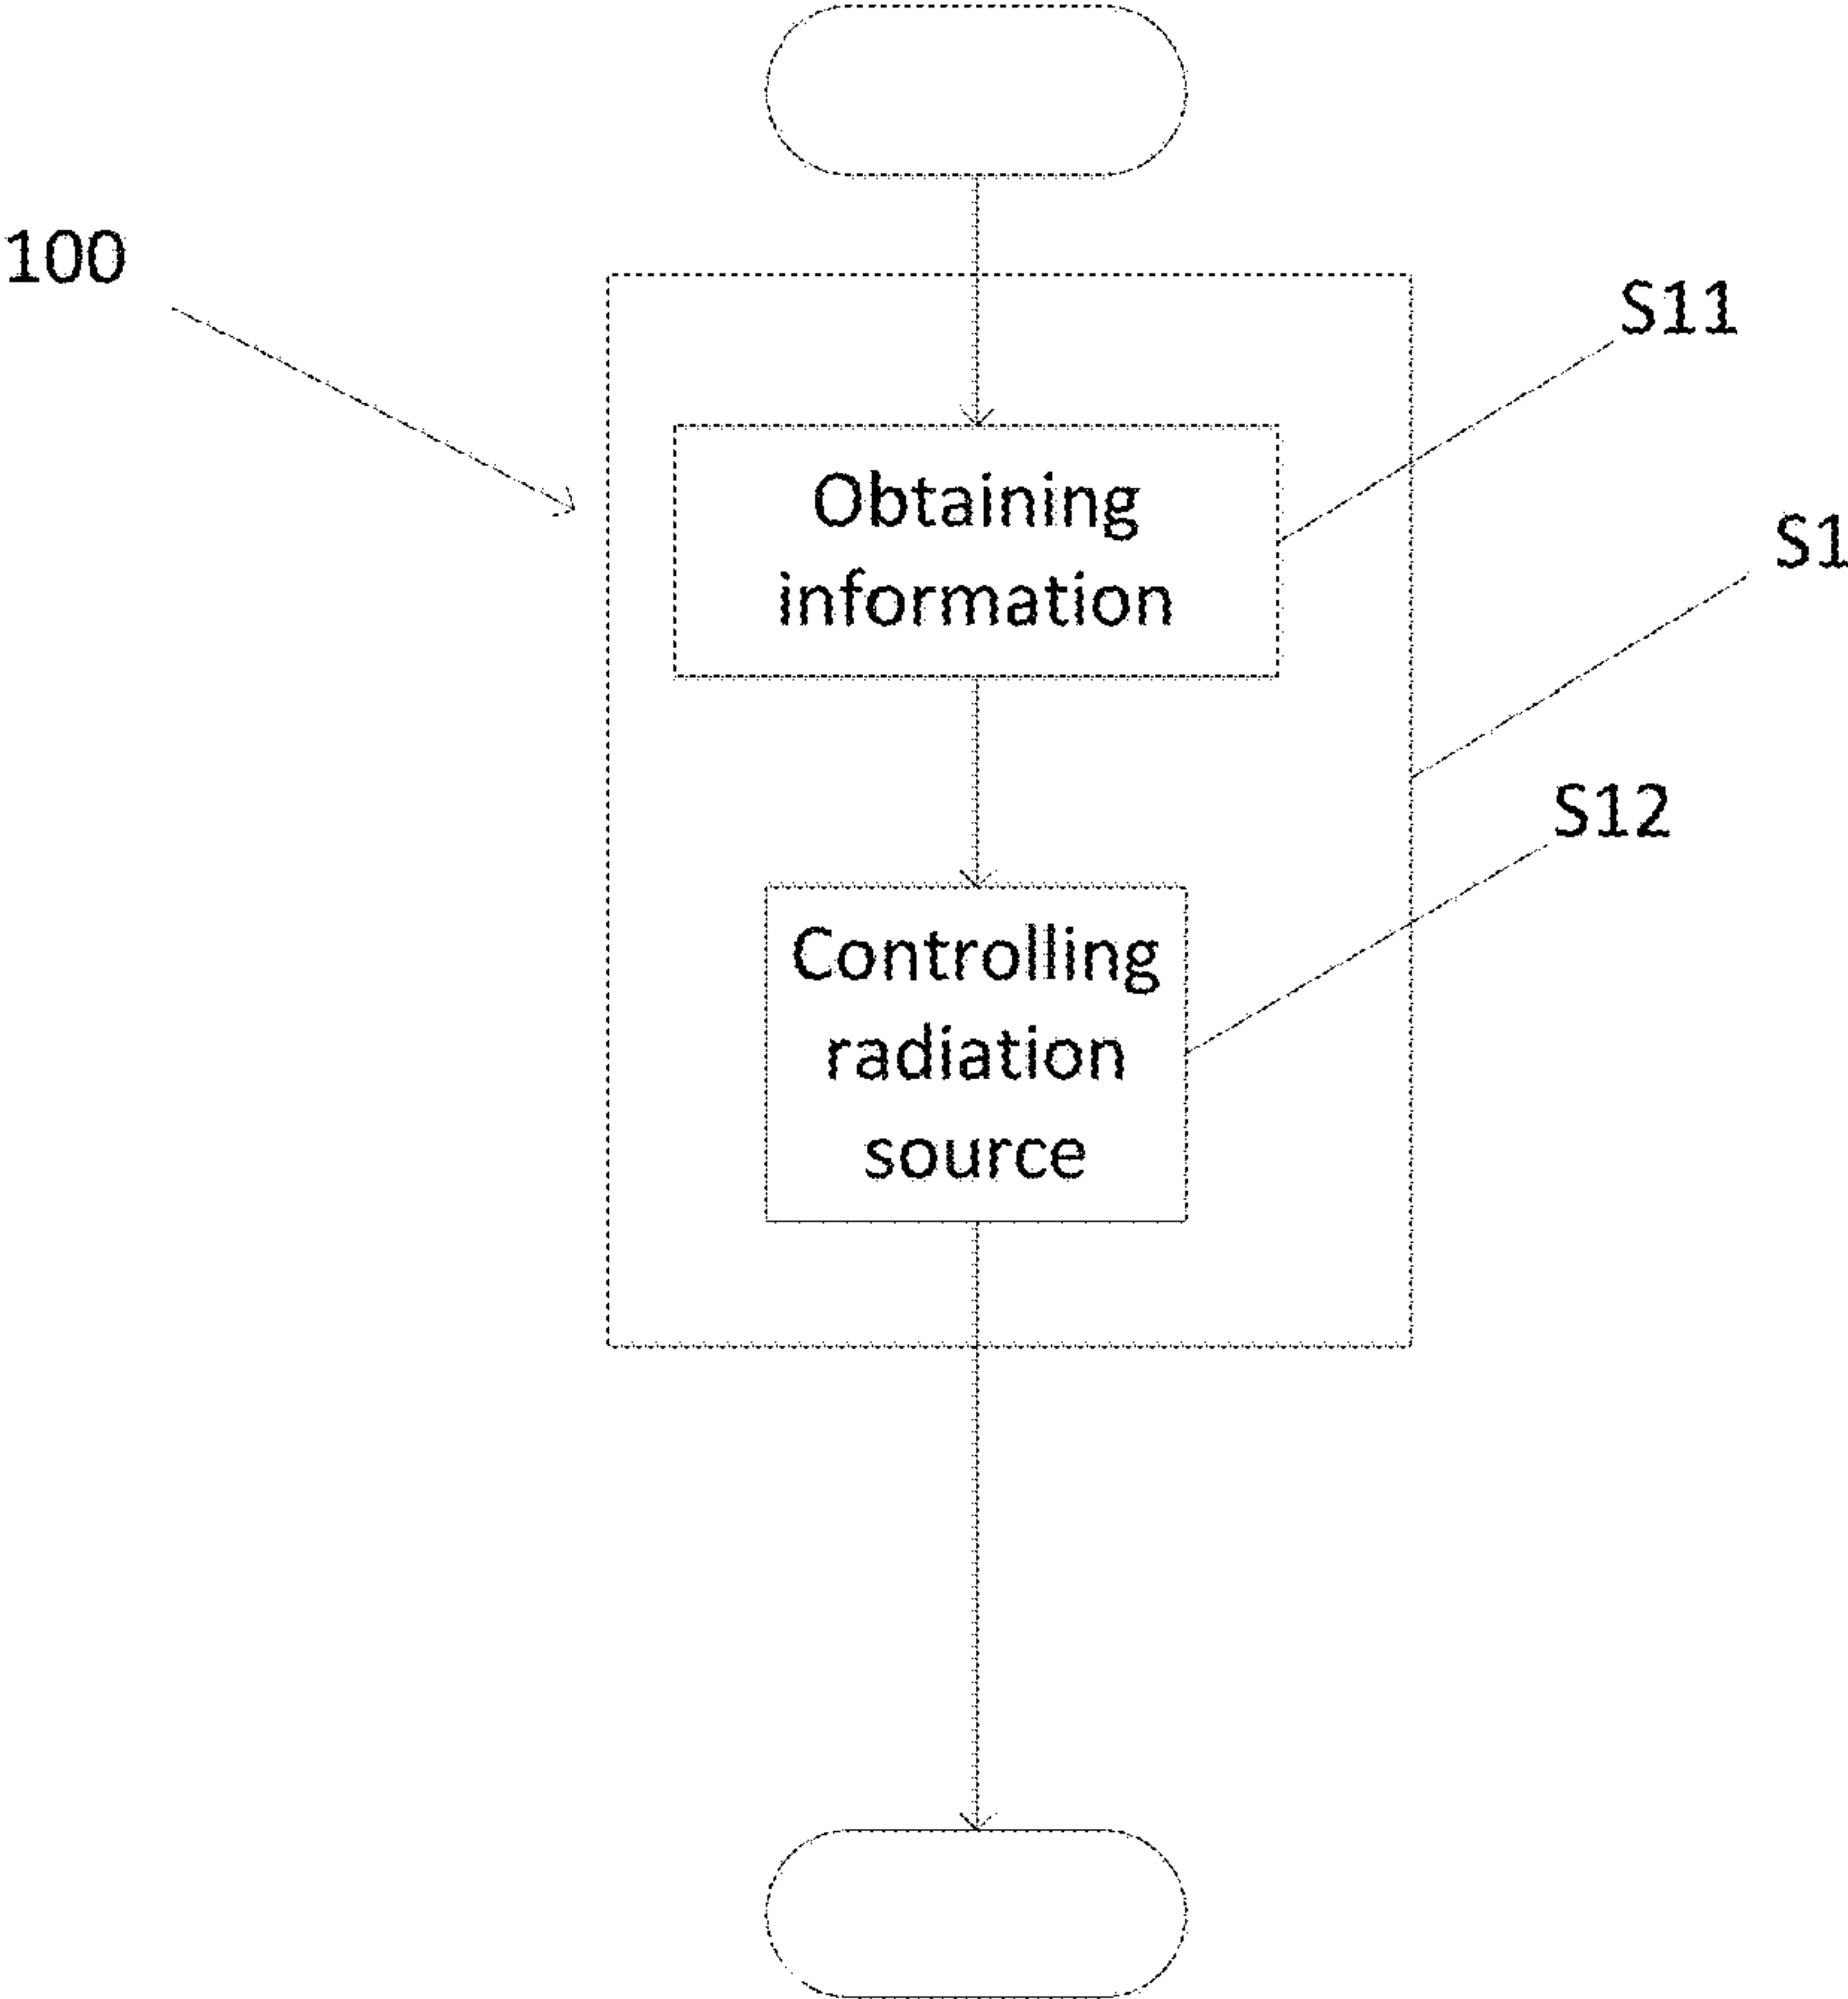 100
S11
Obtaining
information
S1
S12
Controlling
radiation
source